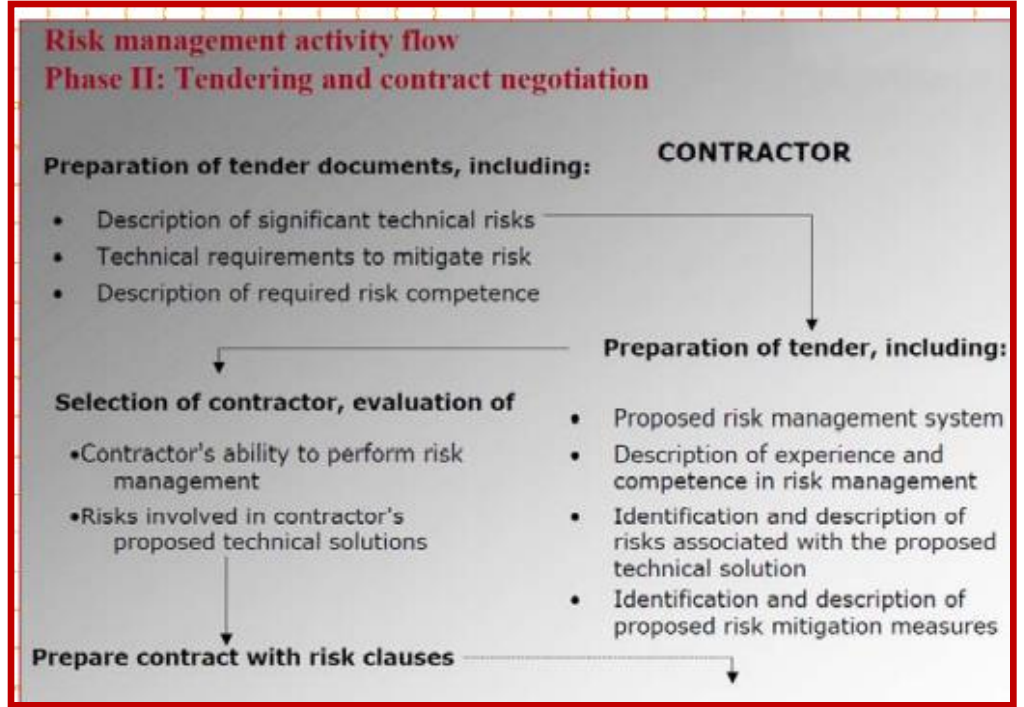 Risk management activity flow
Phase II: Tendering and contract negotiation
CONTRACTOR
Preparation of tender documents, including:
• Description of significant technical risks
• Technical requirements to mitigate risk
• Description of required risk competence
Preparation of tender, including:
• Proposed risk management system
• Description of experience and
competence in risk management
• Identification and description of
risks associated with the proposed
technical solution
• Identification and description of
proposed risk mitigation measures
Selection of contractor, evaluation of
•Contractor's ability to perform risk
management
•Risks involved in contractor's
proposed technical solutions
Prepare contract with risk clauses